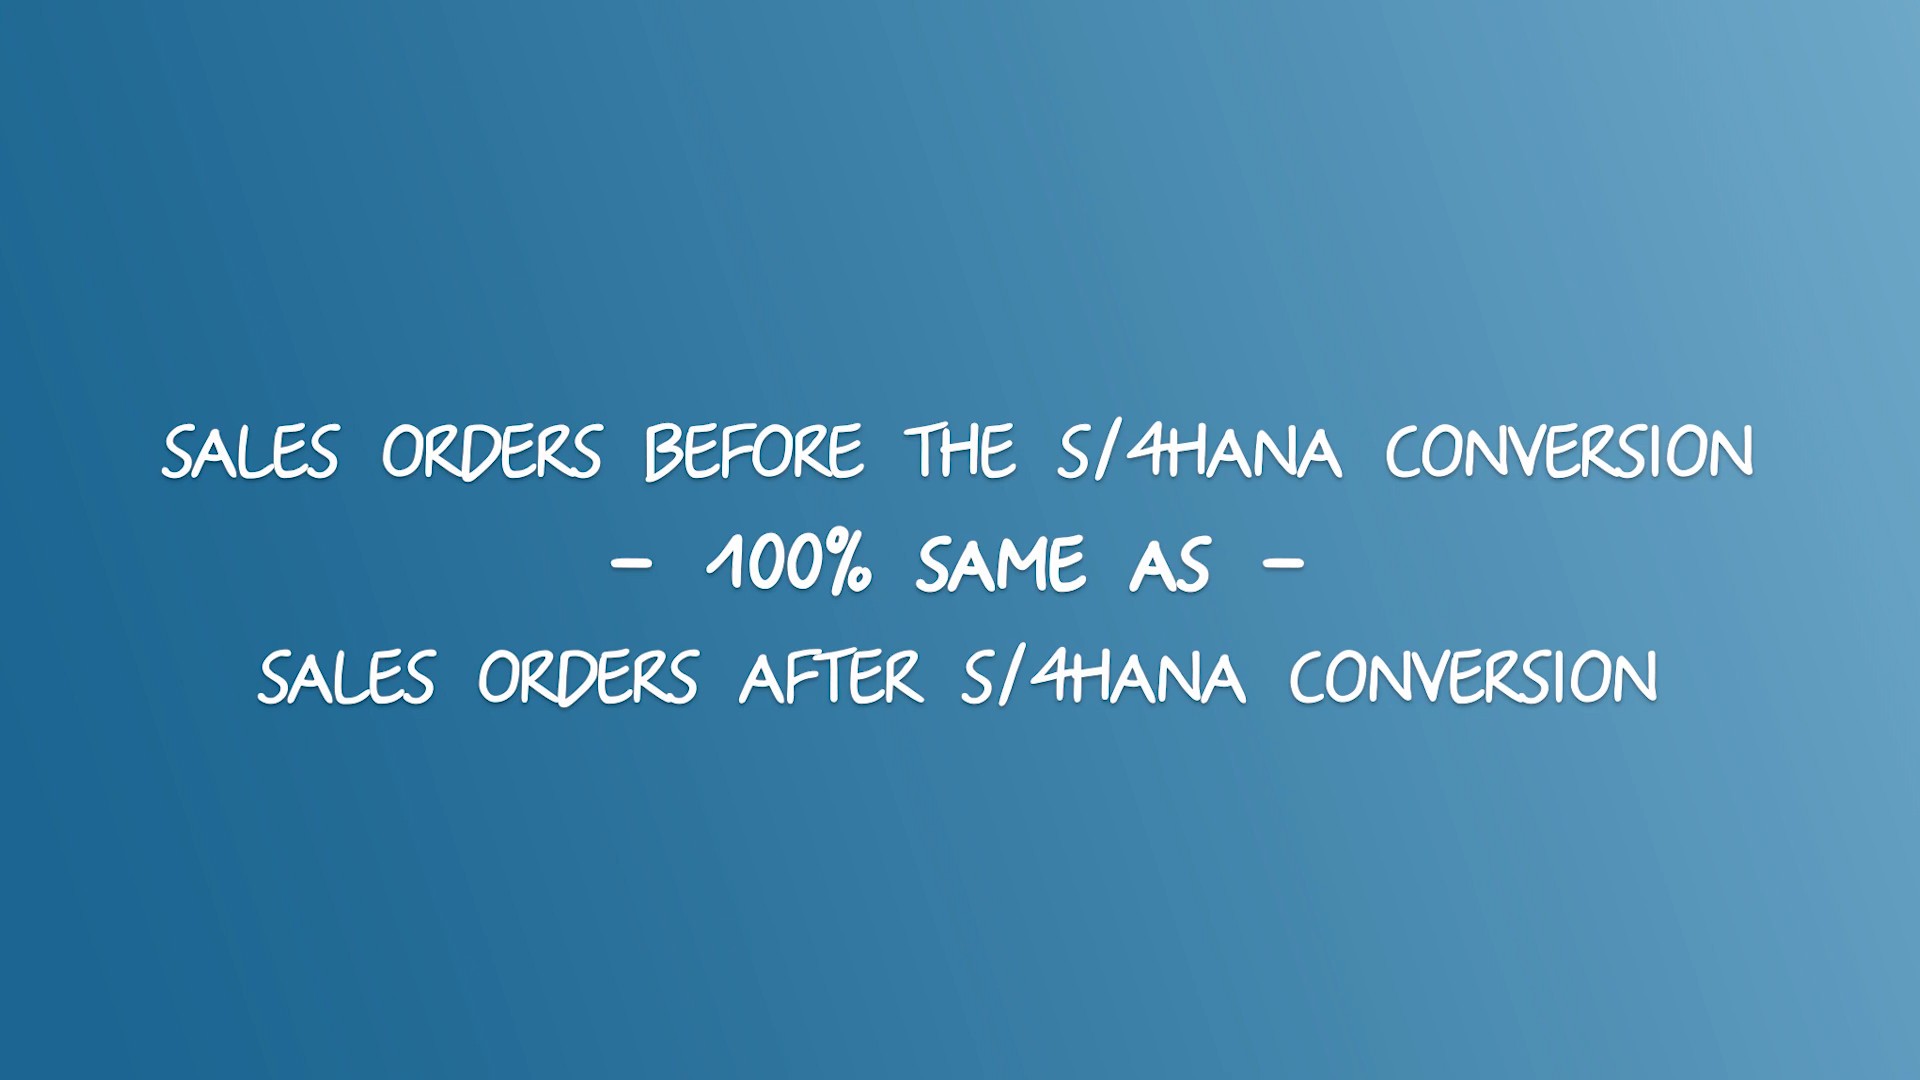 SALES ORDERS BEFORE THE S/4HANA CONVERSION
- 100% SAME AS -
SALES ORDERS AFTER S/4HANA CONVERSION